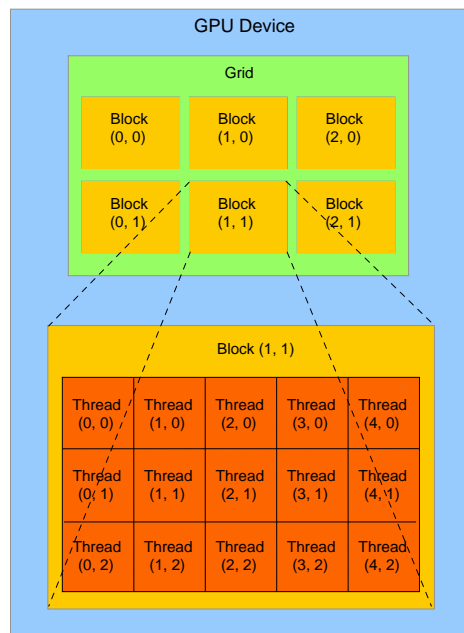 GPU Device
Grid
Block Block Block
(0, 0) (1, 0) (2, 0)
Block Block Block
(0, 1) (1, 1) (2, 1)
Block (1, 1)
Thread Thread Thread Thread Thread
(0, 0) (1, 0) (2, 0) (3, 0) (4, 0)
Thread Thread Thread Thread Thread
(0, 1) (1, 1) (2, 1) (3, 1) (4, 1)
Thread Thread Thread Thread Thread
(0, 2) (1, 2) (2, 2) (3, 2) (4, 2)